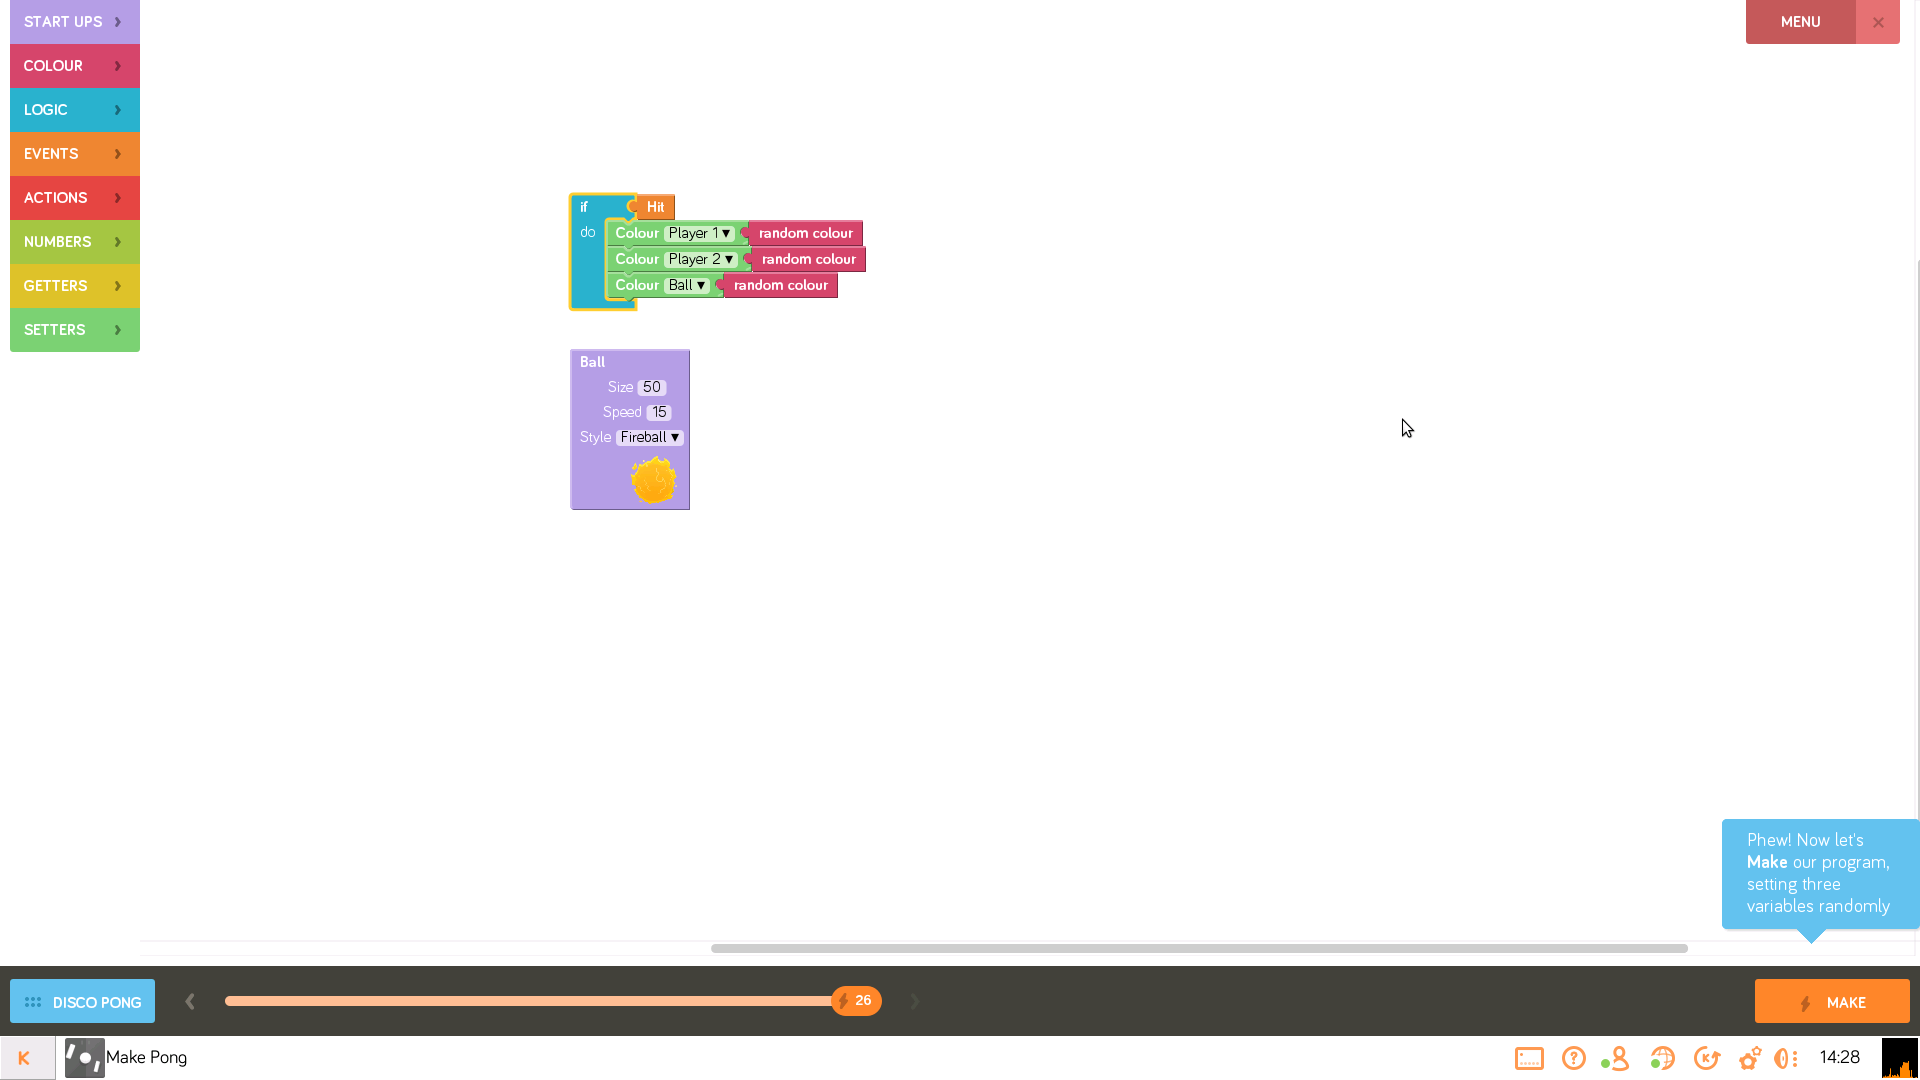 START UPS
COLOUR
LOGIC
EVENTS
ACTIONS
NUMBERS
GETTERS
SETTERS
MENU
if Hit
do Colour Player 1 ▾ random colour
Colour Player 2 ▾ random colour
Colour Ball ▾ random colour
Ball
Size 50
Speed 15
Style Fireball ▾
Phew! Now let's
Make our program,
setting three
variables randomly
DISCO PONG
26
MAKE
K
Make Pong
14:28